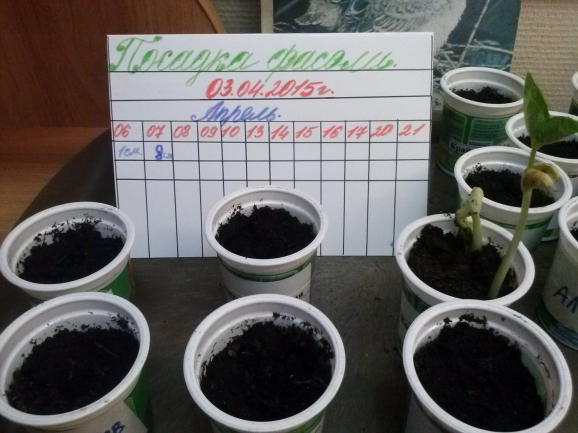 Посадка фасоли.
03.04.2015г.
Апрель.
06 07 08 09 10 13 14 15 16 17 20 21
1см 8см